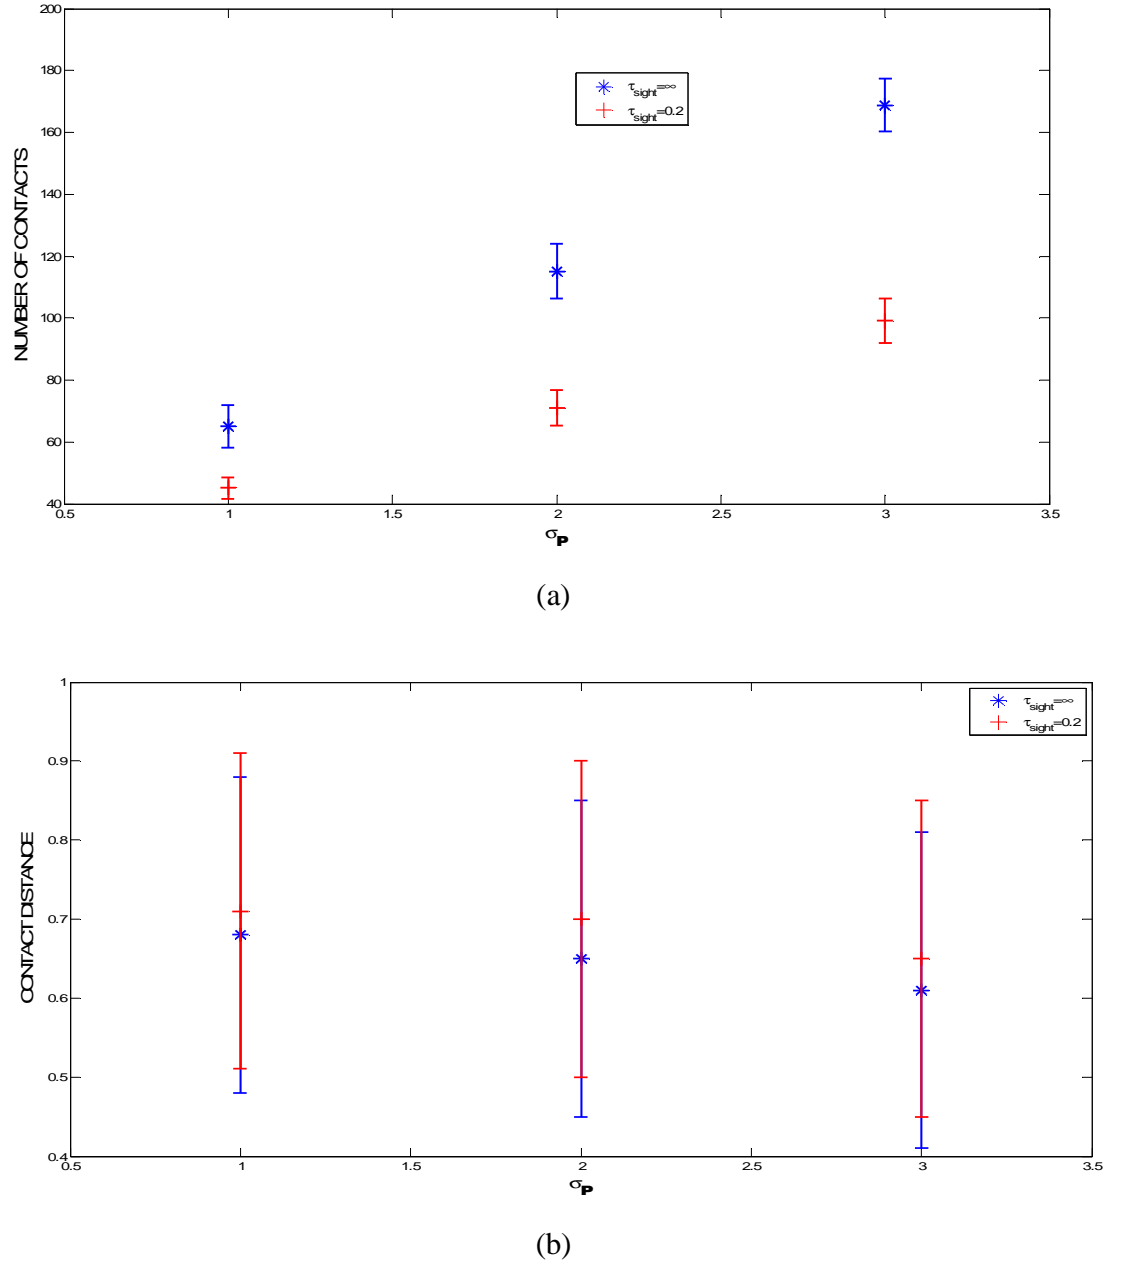 200
180
160
140
120
100
80
60
40
NUMBER OF CONTACTS
τsight=∞
τsight=0.2
0.5 1 1.5 2 2.5 3 3.5
σP
(a)
1
0.9
0.8
0.7
0.6
0.5
0.4
CONTACT DISTANCE
τsight=∞
τsight=0.2
0.5 1 1.5 2 2.5 3 3.5
σP
(b)